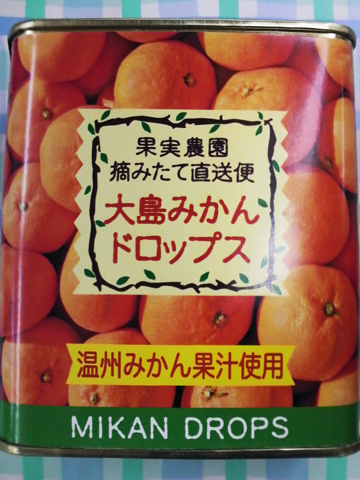 果実農園
摘みたて直送便
大島みかん
ドロップス
温州みかん果汁使用
MIKAN DROPS